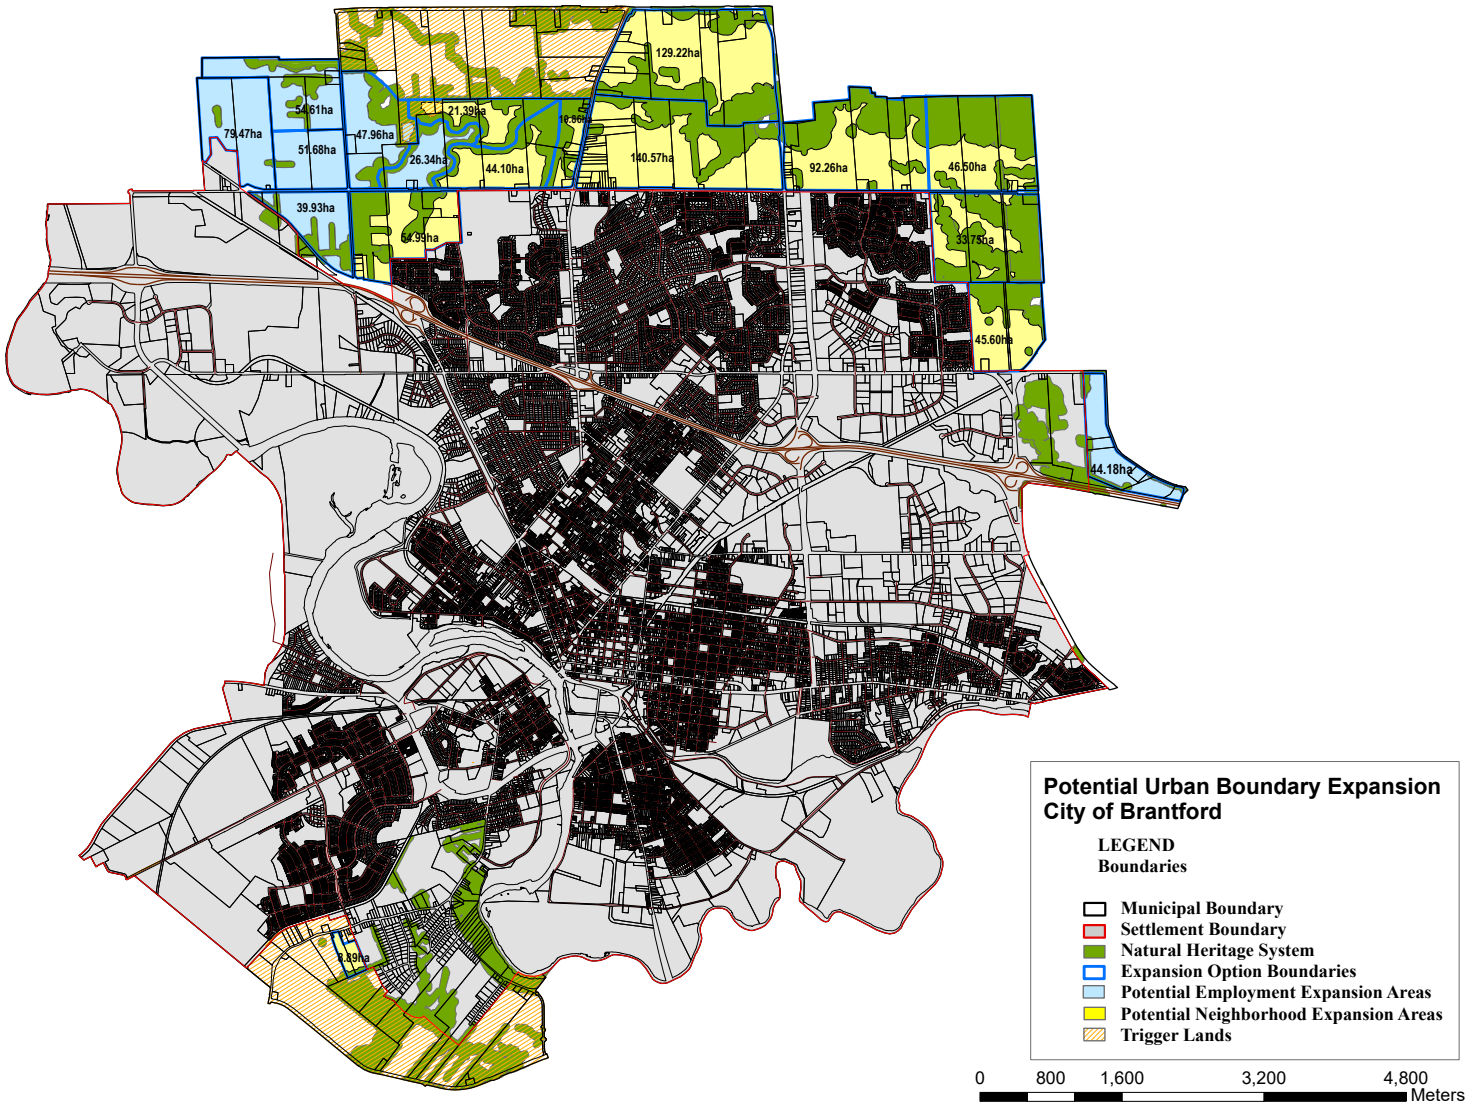 129.22ha
54.61ha
21.39ha
10.86ha
79.47ha
47.96ha
51.68ha
26.34ha
140.57ha
44.10ha
92.26ha
46.50ha
39.93ha
54.99ha
33.75ha
45.60ha
44.18ha
8.89ha
Potential Urban Boundary Expansion
City of Brantford
LEGEND
Boundaries
Municipal Boundary
Settlement Boundary
Natural Heritage System
Expansion Option Boundaries
Potential Employment Expansion Areas
Potential Neighborhood Expansion Areas
Trigger Lands
0 800 1,600 3,200 4,800
Meters